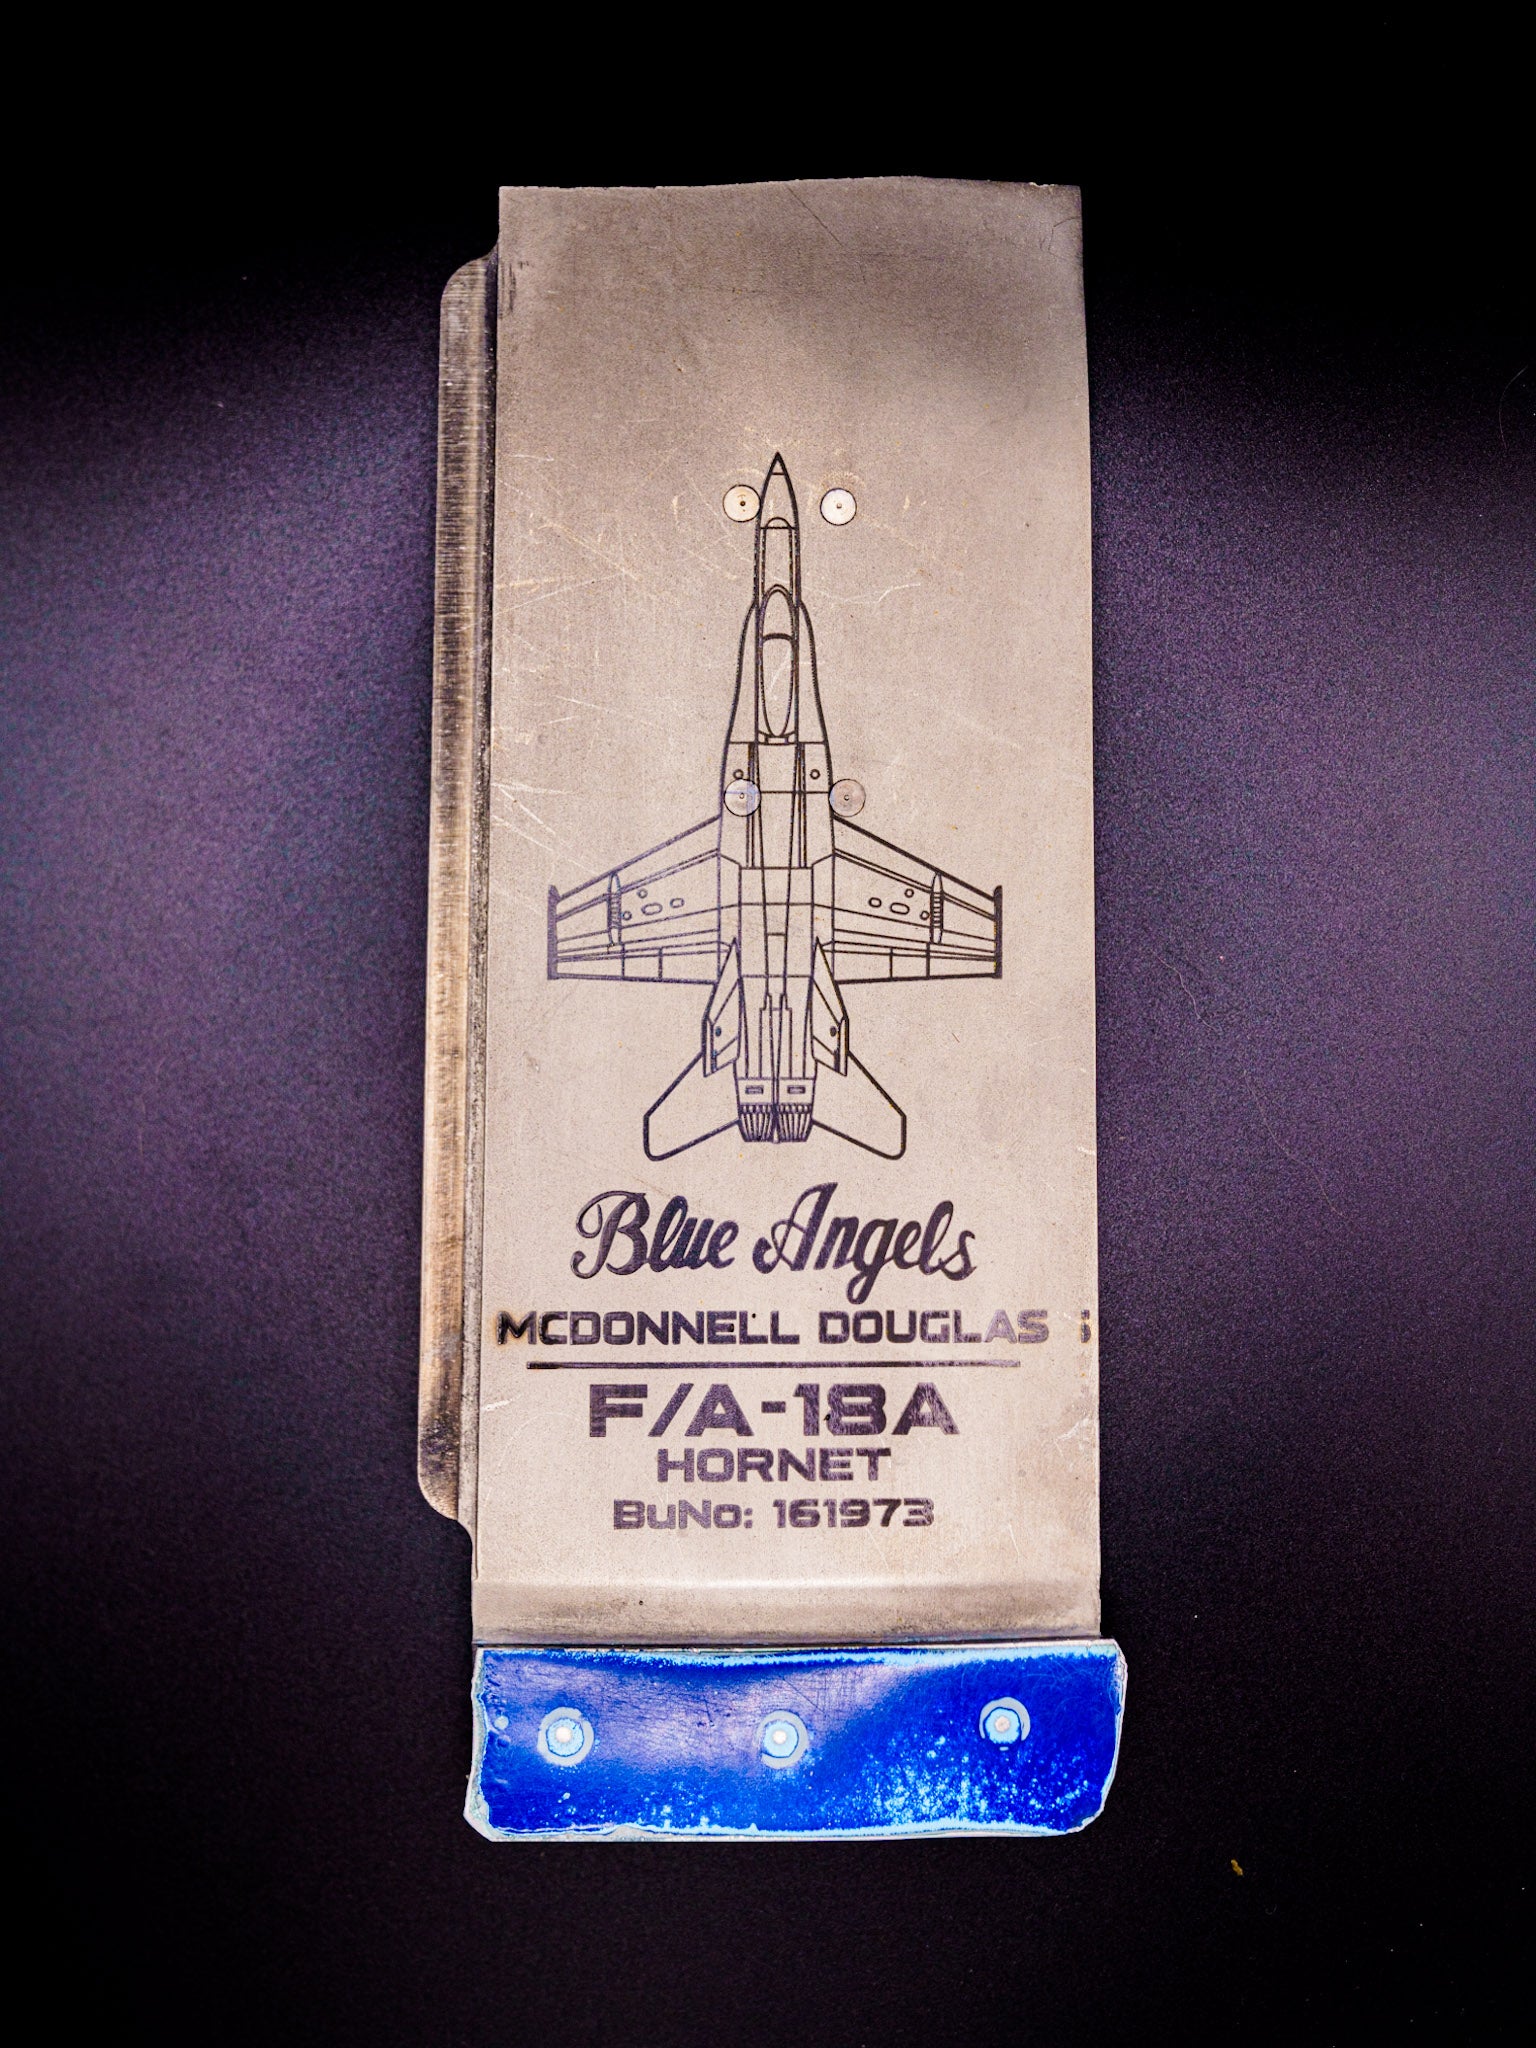 Blue Angels
MCDONNELL DOUGLAS
F/A-18A
HORNET
BuNo: 161973